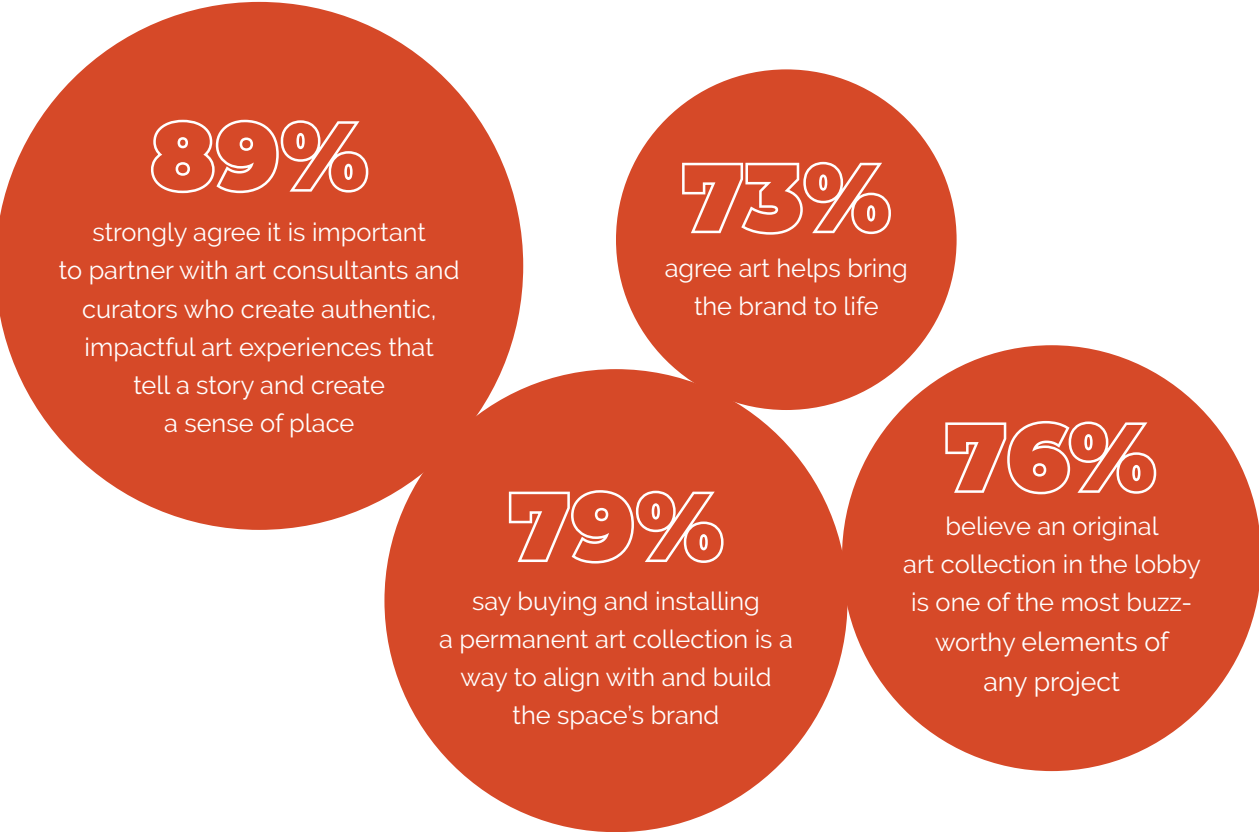 89%
strongly agree it is important
to partner with art consultants and
curators who create authentic,
impactful art experiences that
tell a story and create
a sense of place
73%
agree art helps bring
the brand to life
79%
say buying and installing
a permanent art collection is a
way to align with and build
the space's brand
76%
believe an original
art collection in the lobby
is one of the most buzz-
worthy elements of
any project